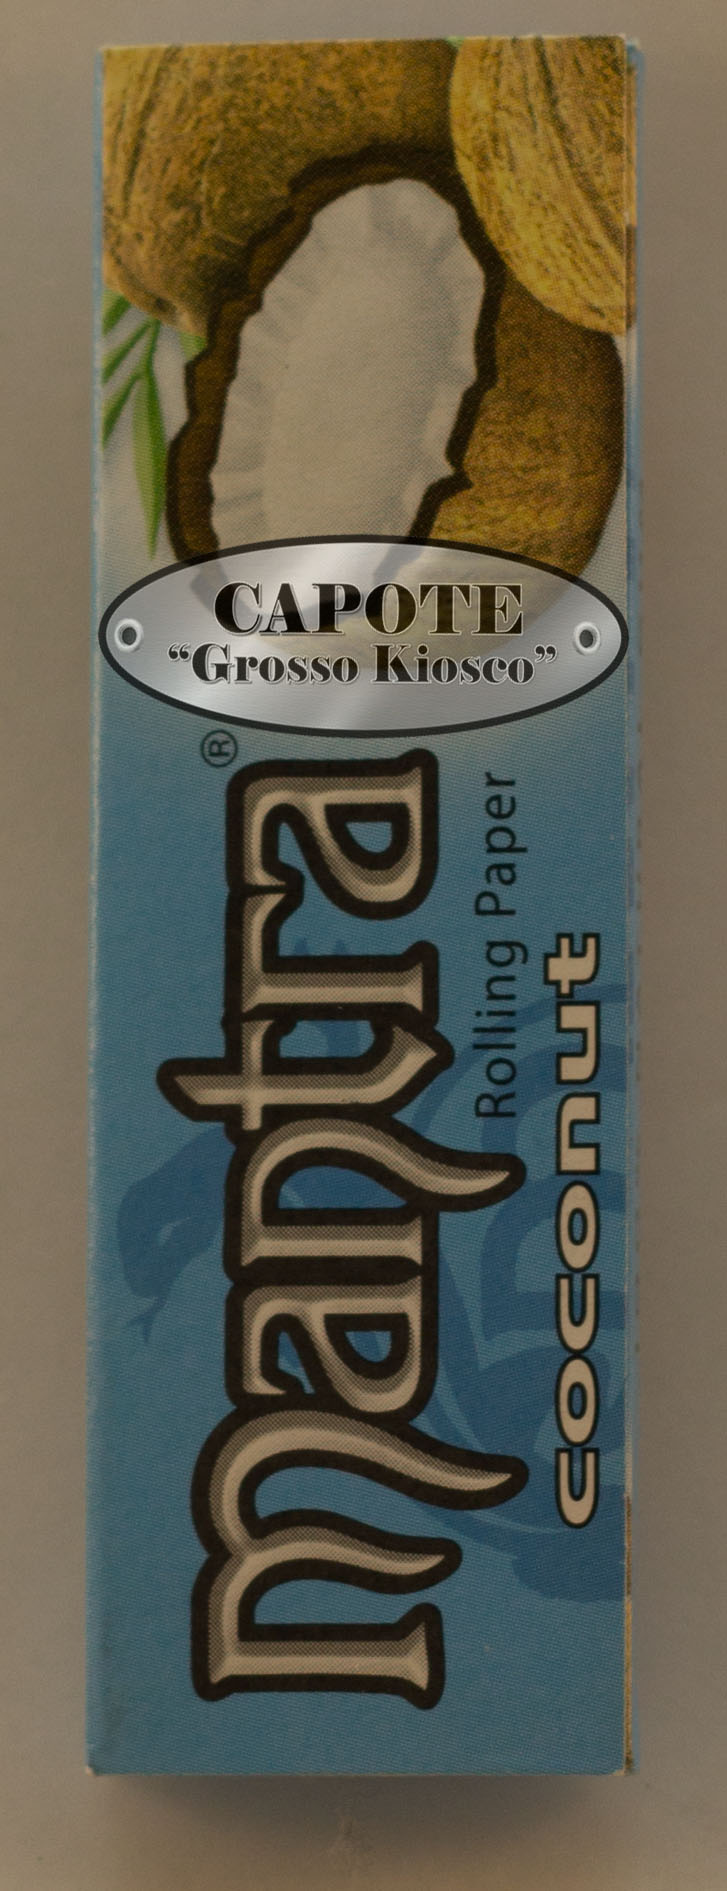 CAPOTE
“Grosso Kiosco”
mantra®
Rolling Paper
coconut